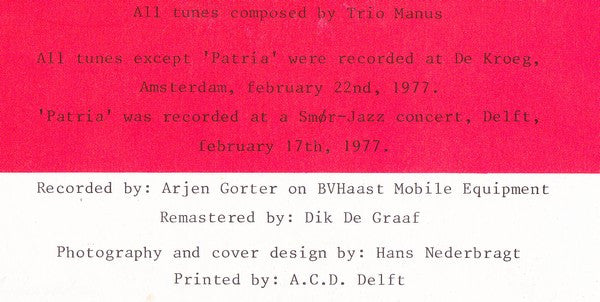 All tunes composed by Trio Manus
All tunes except 'Patria' were recorded at De Kroeg,
Amsterdam, february 22nd, 1977.
'Patria' was recorded at a Smør-Jazz concert, Delft,
february 17th, 1977.
Recorded by: Arjen Gorter on BVHaast Mobile Equipment
Remastered by: Dik De Graaf
Photography and cover design by: Hans Nederbragt
Printed by: A.C.D. Delft